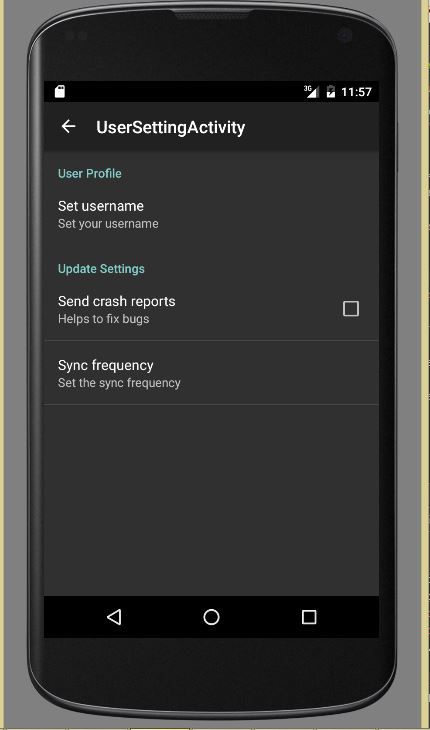 3G
11:57
UserSettingActivity
User Profile
Set username
Set your username
Update Settings
Send crash reports
Helps to fix bugs
Sync frequency
Set the sync frequency